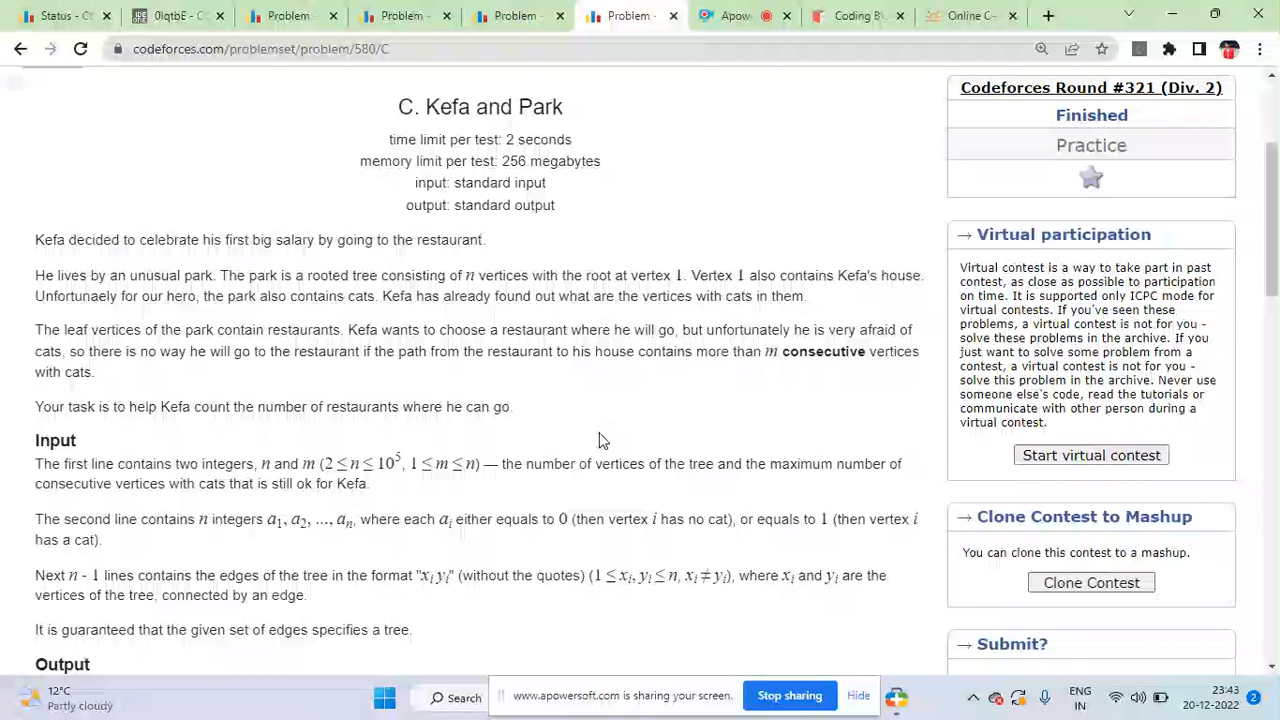 Status - C
0lqtbE - C
Problem
Problem -
Problem -
Problem -
Apow
Coding Bl
Online C
codeforces.com/problemset/problem/580/C
C. Kefa and Park
time limit per test: 2 seconds
memory limit per test: 256 megabytes
input: standard input
output: standard output
Kefa decided to celebrate his first big salary by going to the restaurant.
He lives by an unusual park. The park is a rooted tree consisting of n vertices with the root at vertex 1. Vertex 1 also contains Kefa's house.
Unfortunaely for our hero, the park also contains cats. Kefa has already found out what are the vertices with cats in them.
The leaf vertices of the park contain restaurants. Kefa wants to choose a restaurant where he will go, but unfortunately he is very afraid of
cats, so there is no way he will go to the restaurant if the path from the restaurant to his house contains more than m consecutive vertices
with cats.
Your task is to help Kefa count the number of restaurants where he can go.
Input
The first line contains two integers, n and m (2 ≤ n ≤ 10^5, 1 ≤ m ≤ n) — the number of vertices of the tree and the maximum number of
consecutive vertices with cats that is still ok for Kefa.
The second line contains n integers a1, a2, ..., an, where each ai either equals to 0 (then vertex i has no cat), or equals to 1 (then vertex i
has a cat).
Next n - 1 lines contains the edges of the tree in the format "xi yi" (without the quotes) (1 ≤ xi, yi ≤ n, xi ≠ yi), where xi and yi are the
vertices of the tree, connected by an edge.
It is guaranteed that the given set of edges specifies a tree.
Output
Codeforces Round #321 (Div. 2)
Finished
Practice
→ Virtual participation
Virtual contest is a way to take part in past
contest, as close as possible to participation
on time. It is supported only ICPC mode for
virtual contests. If you've seen these
problems, a virtual contest is not for you -
solve these problems in the archive. If you
just want to solve some problem from a
contest, a virtual contest is not for you -
solve this problem in the archive. Never use
someone else's code, read the tutorials or
communicate with other person during a
virtual contest.
Start virtual contest
→ Clone Contest to Mashup
You can clone this contest to a mashup.
Clone Contest
→ Submit?
12°C
Partly cloudy
Search
www.apowersoft.com is sharing your screen.
Stop sharing
Hide
ENG
IN
23:43
20-12-2022
2